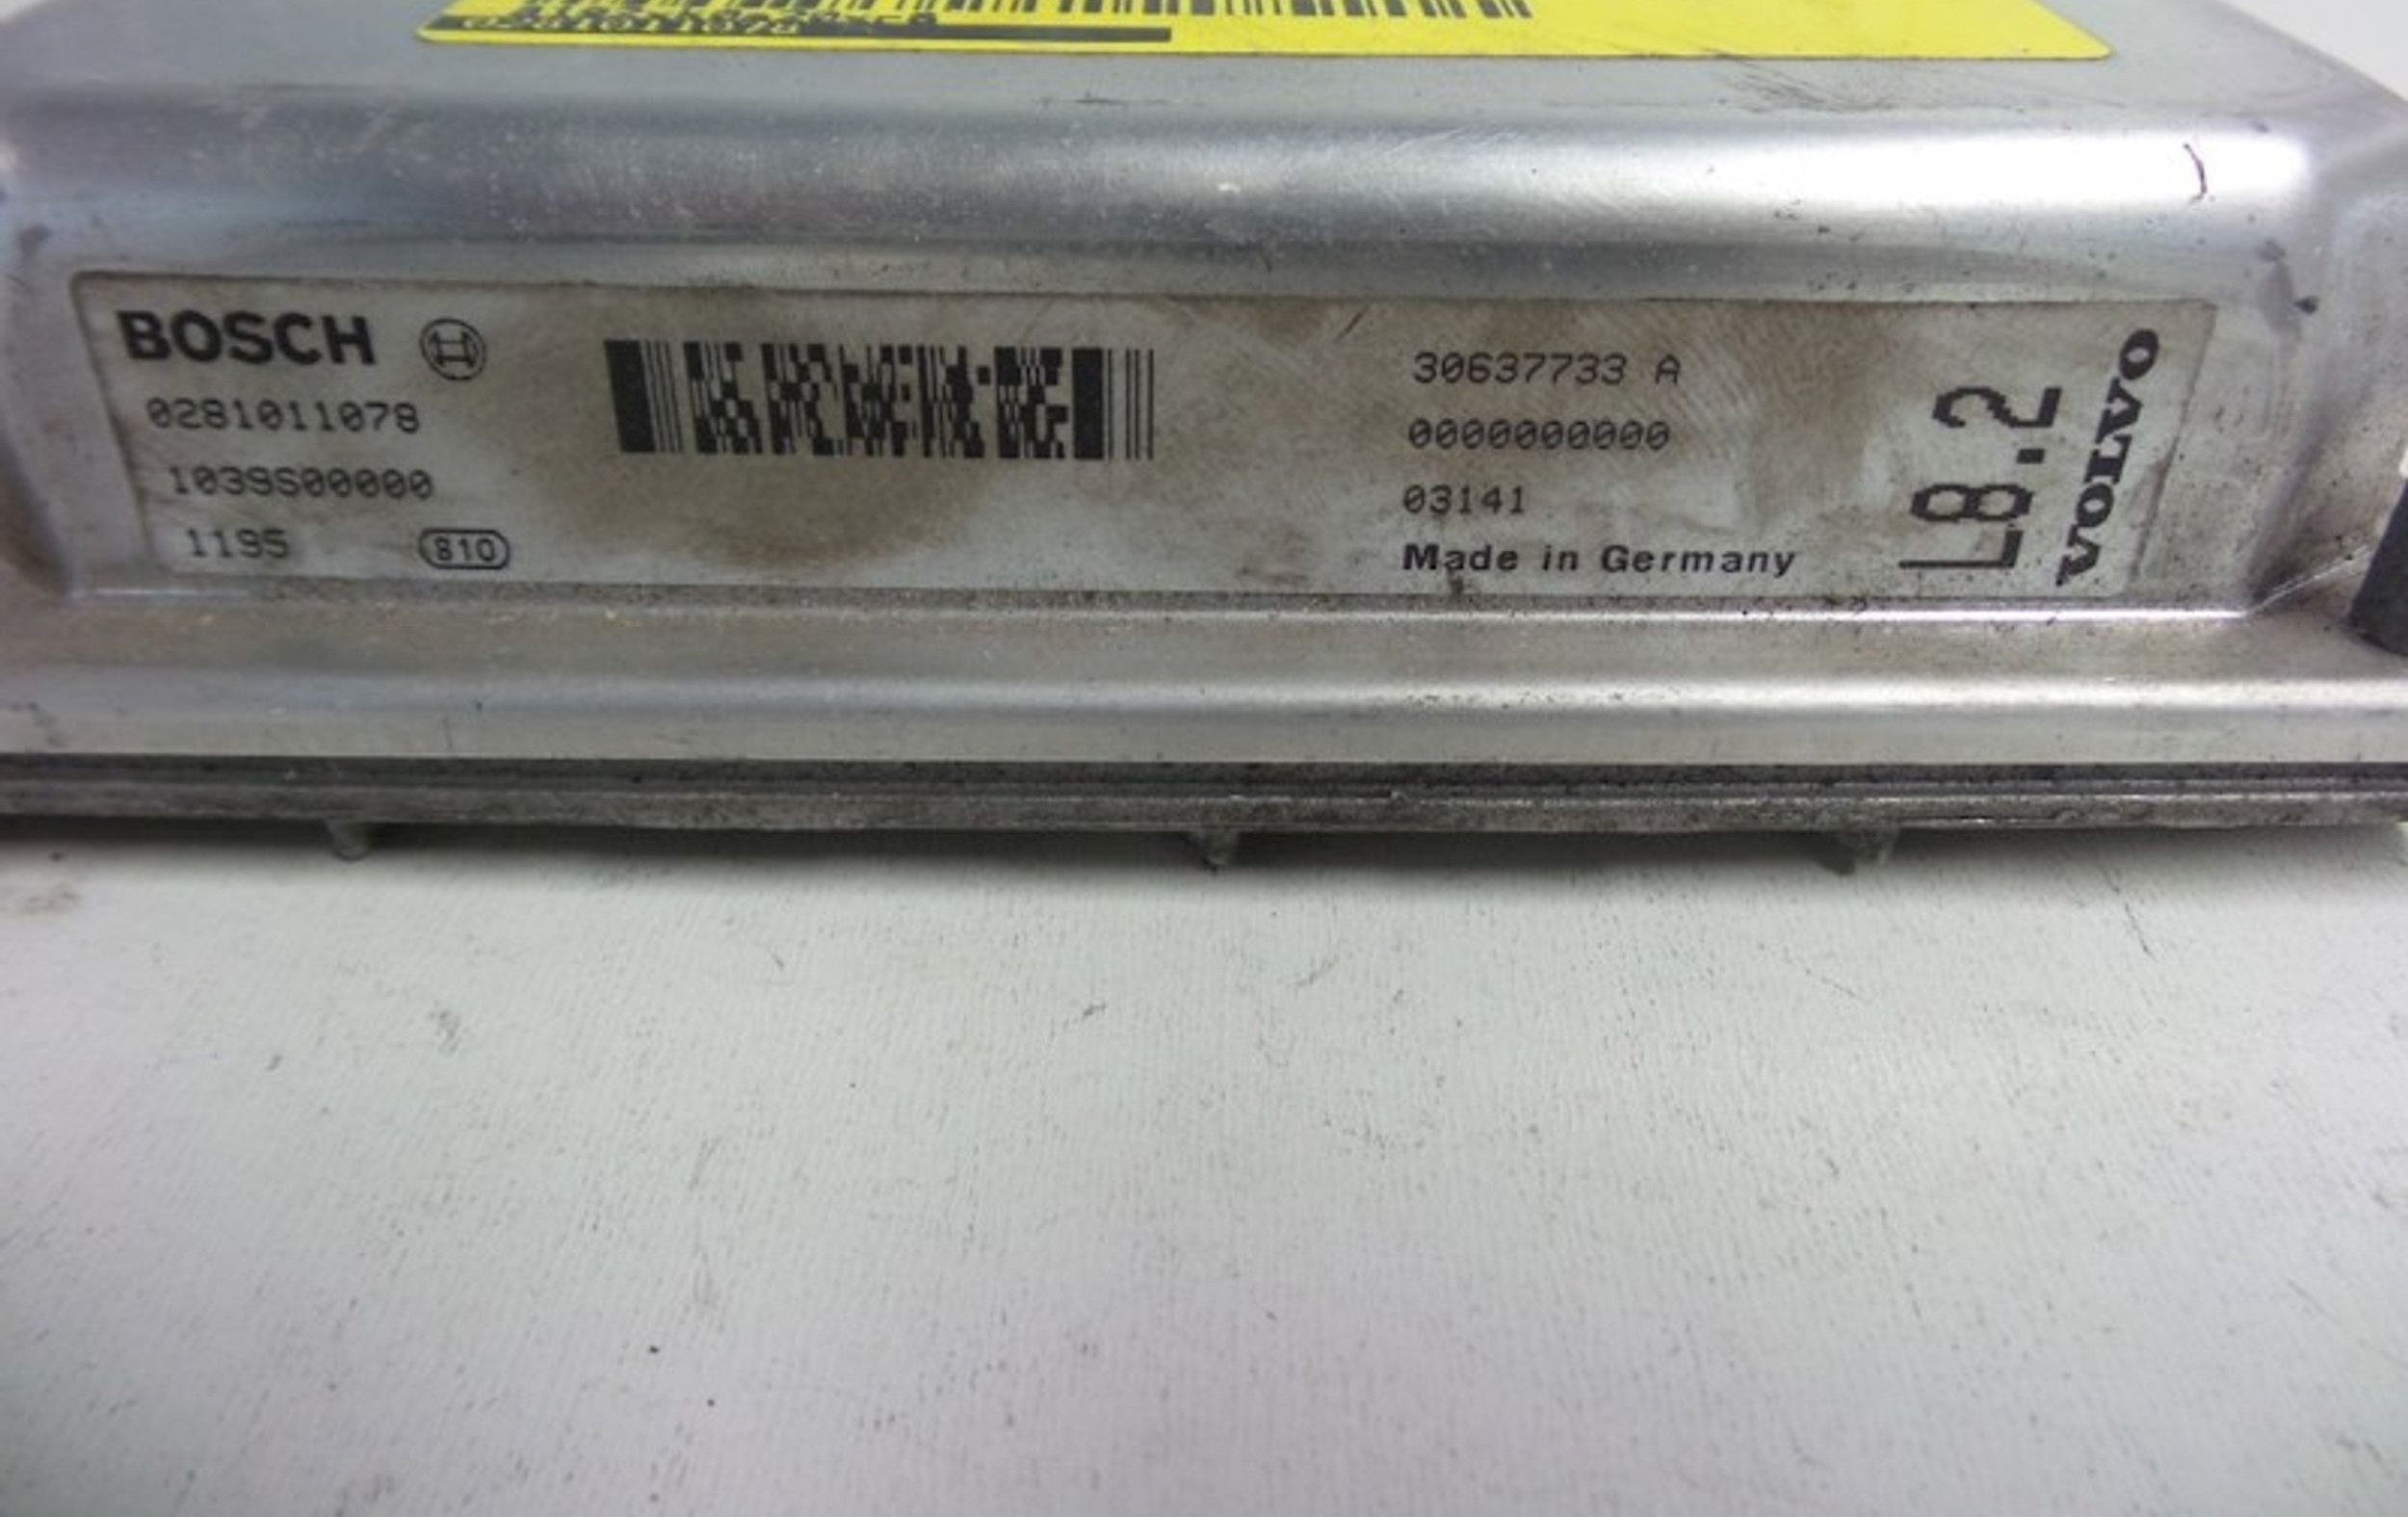 BOSCH
0281011078
1039S00000
1195
810
30637733 A
0000000000
03141
Made in Germany
L8.2
VOLVO